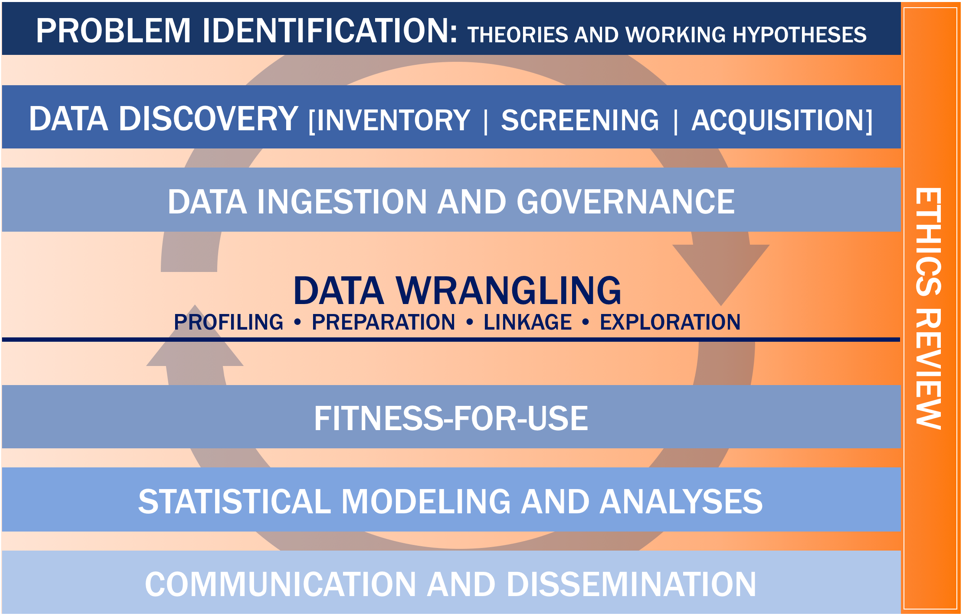 PROBLEM IDENTIFICATION: THEORIES AND WORKING HYPOTHESES
DATA DISCOVERY [INVENTORY | SCREENING | ACQUISITION]
DATA INGESTION AND GOVERNANCE
DATA WRANGLING
PROFILING • PREPARATION • LINKAGE • EXPLORATION
FITNESS-FOR-USE
STATISTICAL MODELING AND ANALYSES
COMMUNICATION AND DISSEMINATION
ETHICS REVIEW